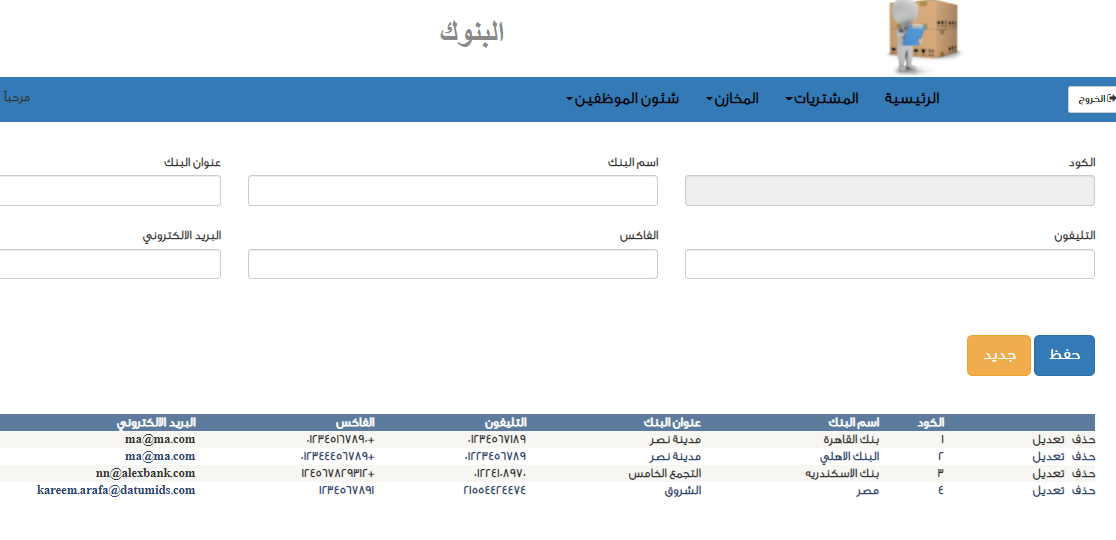 البنوك
الخروج الرئيسية المشتريات المخازن شئون الموظفين مرحباً
الكود اسم البنك عنوان البنك
التليفون الفاكس البريد الالكتروني
حفظ جديد
الكود اسم البنك عنوان البنك التليفون الفاكس البريد الالكتروني
حذف تعديل ١ بنك القاهرة مدينة نصر ٠١٢٣٤٥٦٧١٨٩ +٠١٢٣٤٤٥١٦٧٨٩٠ ma@ma.com
حذف تعديل ٢ البنك الاهلي مدينة نصر ٠١٢٢٣٤٥٦٧٨٩ +٠١٢٣٤٤٤٥٦٧٨٩ ma@ma.com
حذف تعديل ٣ بنك الاسكندريه التجمع الخامس ٠١٢٢٤١٠٨٩٧٠ +١٢٤٥٦٧٨٢٩٣١٢ nn@alexbank.com
حذف تعديل ٤ مصر الشروق ٢١٥٥٤٤٢٤٤٧٤ ١٢٣٤٥٦٧٨٩١ kareem.arafa@datumids.com